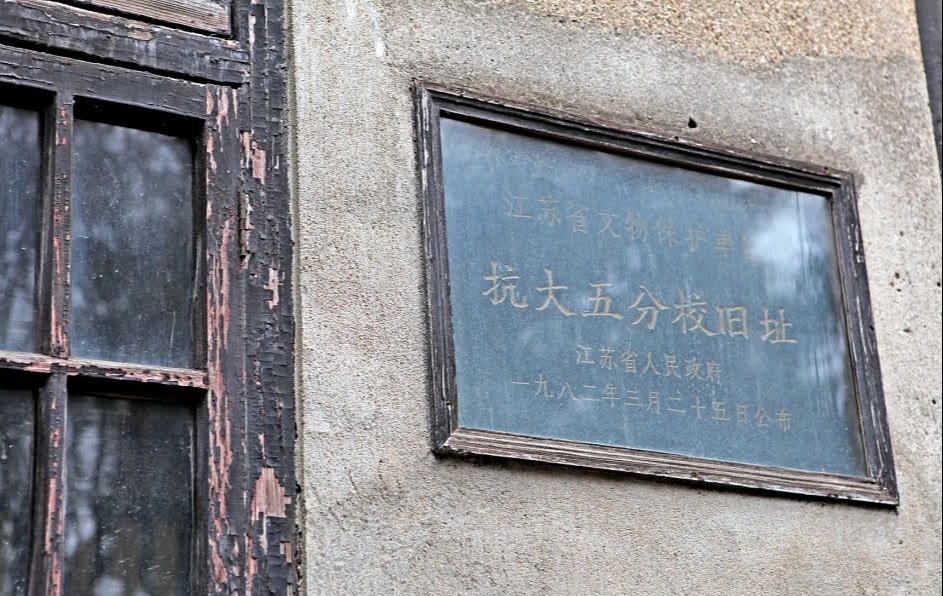 江苏省文物保护单
抗大五分校旧址
江苏省人民政府
一九八二年三月二十五日公布